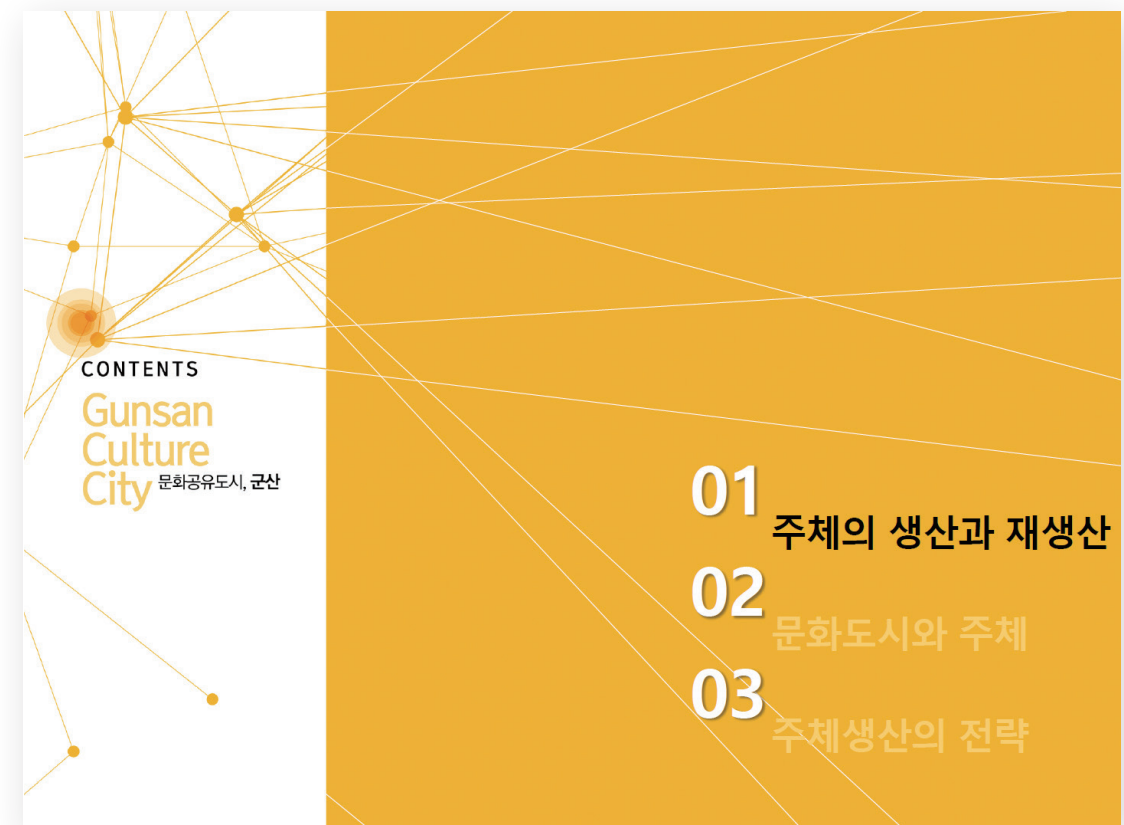 CONTENTS
Gunsan
Culture
City 문화공유도시, 군산
01
주체의 생산과 재생산
02
문화도시와 주체
03
주체생산의 전략